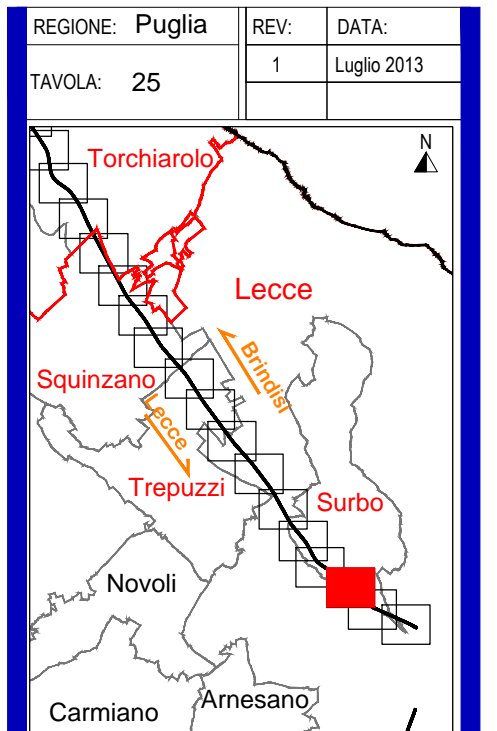 REGIONE: Puglia
REV: DATA:
TAVOLA: 25
1 Luglio 2013
N
Torchiarolo
Lecce
Brindisi
Squinzano
Lecce
Trepuzzi
Surbo
Novoli
Arnesano
Carmiano